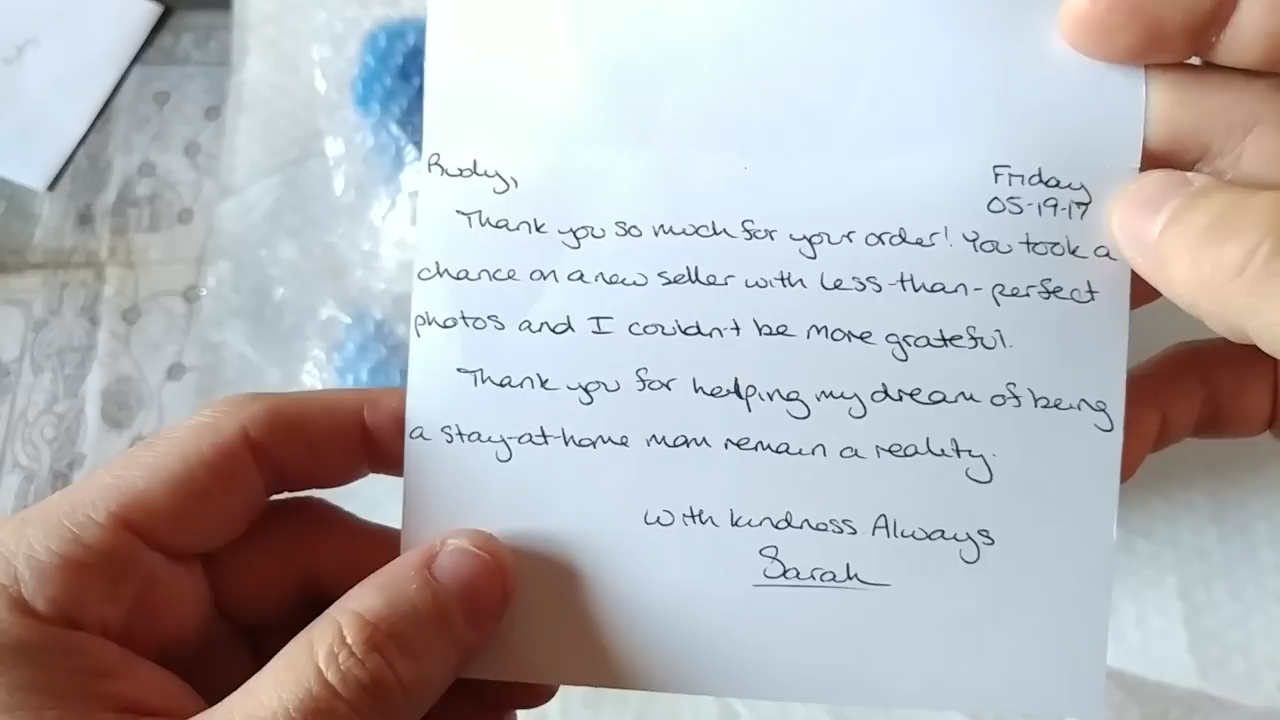 Rudy,
Friday
05-19-17
Thank you so much for your order! You took a
chance on a new seller with less-than-perfect
photos and I couldn't be more grateful.
Thank you for helping my dream of being
a stay-at-home mom remain a reality.
With kindness Always
Sarah